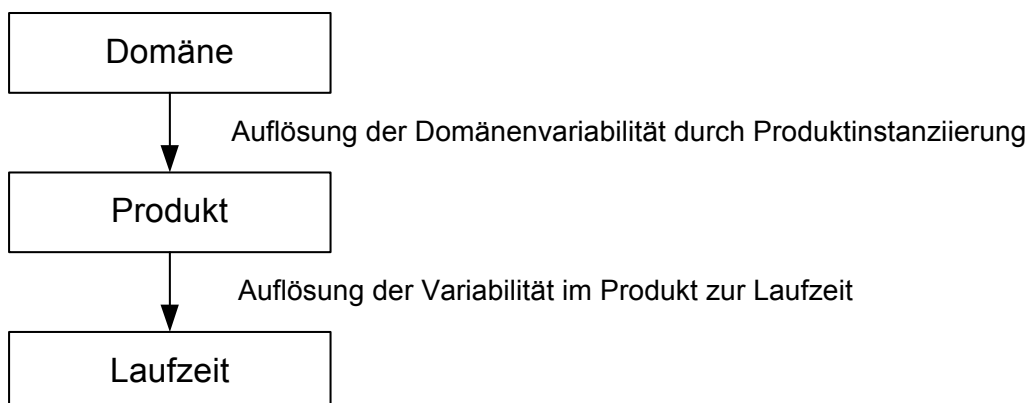 Domäne
Auflösung der Domänenvariabilität durch Produktinstanziierung
Produkt
Auflösung der Variabilität im Produkt zur Laufzeit
Laufzeit